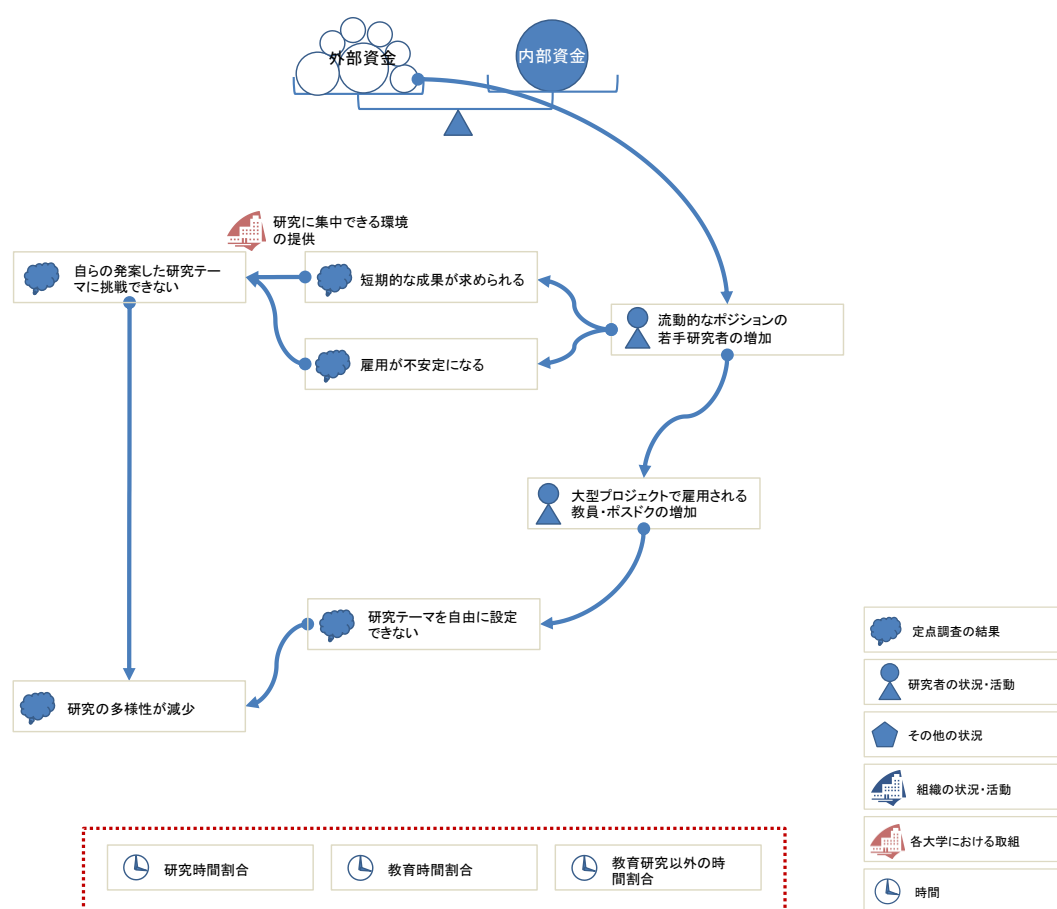 外部資金
内部資金
研究に集中できる環境
の提供
自らの発案した研究テー
マに挑戦できない
短期的な成果が求められる
雇用が不安定になる
流動的なポジションの
若手研究者の増加
大型プロジェクトで雇用される
教員・ポスドクの増加
研究テーマを自由に設定
できない
研究の多様性が減少
定点調査の結果
研究者の状況・活動
その他の状況
組織の状況・活動
各大学における取組
時間
研究時間割合
教育時間割合
教育研究以外の時
間割合